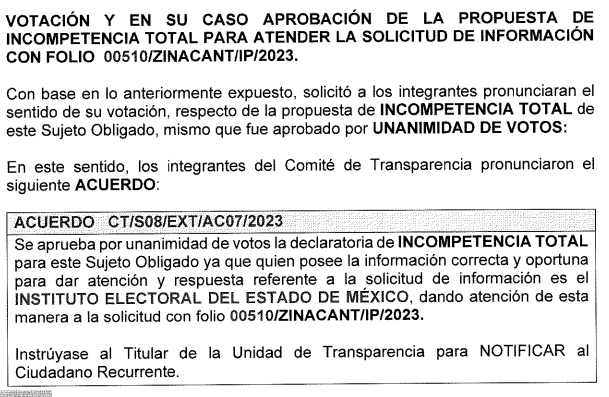 VOTACIÓN Y EN SU CASO APROBACIÓN DE LA PROPUESTA DE
INCOMPETENCIA TOTAL PARA ATENDER LA SOLICITUD DE INFORMACIÓN
CON FOLIO 00510/ZINACANT/IP/2023.
Con base en lo anteriormente expuesto, solicitó a los integrantes pronunciaran el
sentido de su votación, respecto de la propuesta de INCOMPETENCIA TOTAL de
este Sujeto Obligado, mismo que fue aprobado por UNANIMIDAD DE VOTOS:
En este sentido, los integrantes del Comité de Transparencia pronunciaron el
siguiente ACUERDO:
ACUERDO CT/S08/EXT/AC07/2023
Se aprueba por unanimidad de votos la declaratoria de INCOMPETENCIA TOTAL
para este Sujeto Obligado ya que quien posee la información correcta y oportuna
para dar atención y respuesta referente a la solicitud de información es el
INSTITUTO ELECTORAL DEL ESTADO DE MÉXICO, dando atención de esta
manera a la solicitud con folio 00510/ZINACANT/IP/2023.
Instrúyase al Titular de la Unidad de Transparencia para NOTIFICAR al
Ciudadano Recurrente.